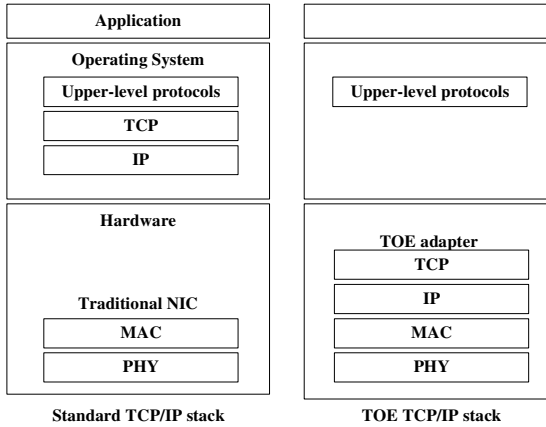 Application
Operating System
Upper-level protocols
TCP
IP
Hardware
Traditional NIC
MAC
PHY
Standard TCP/IP stack
Upper-level protocols
TOE adapter
TCP
IP
MAC
PHY
TOE TCP/IP stack